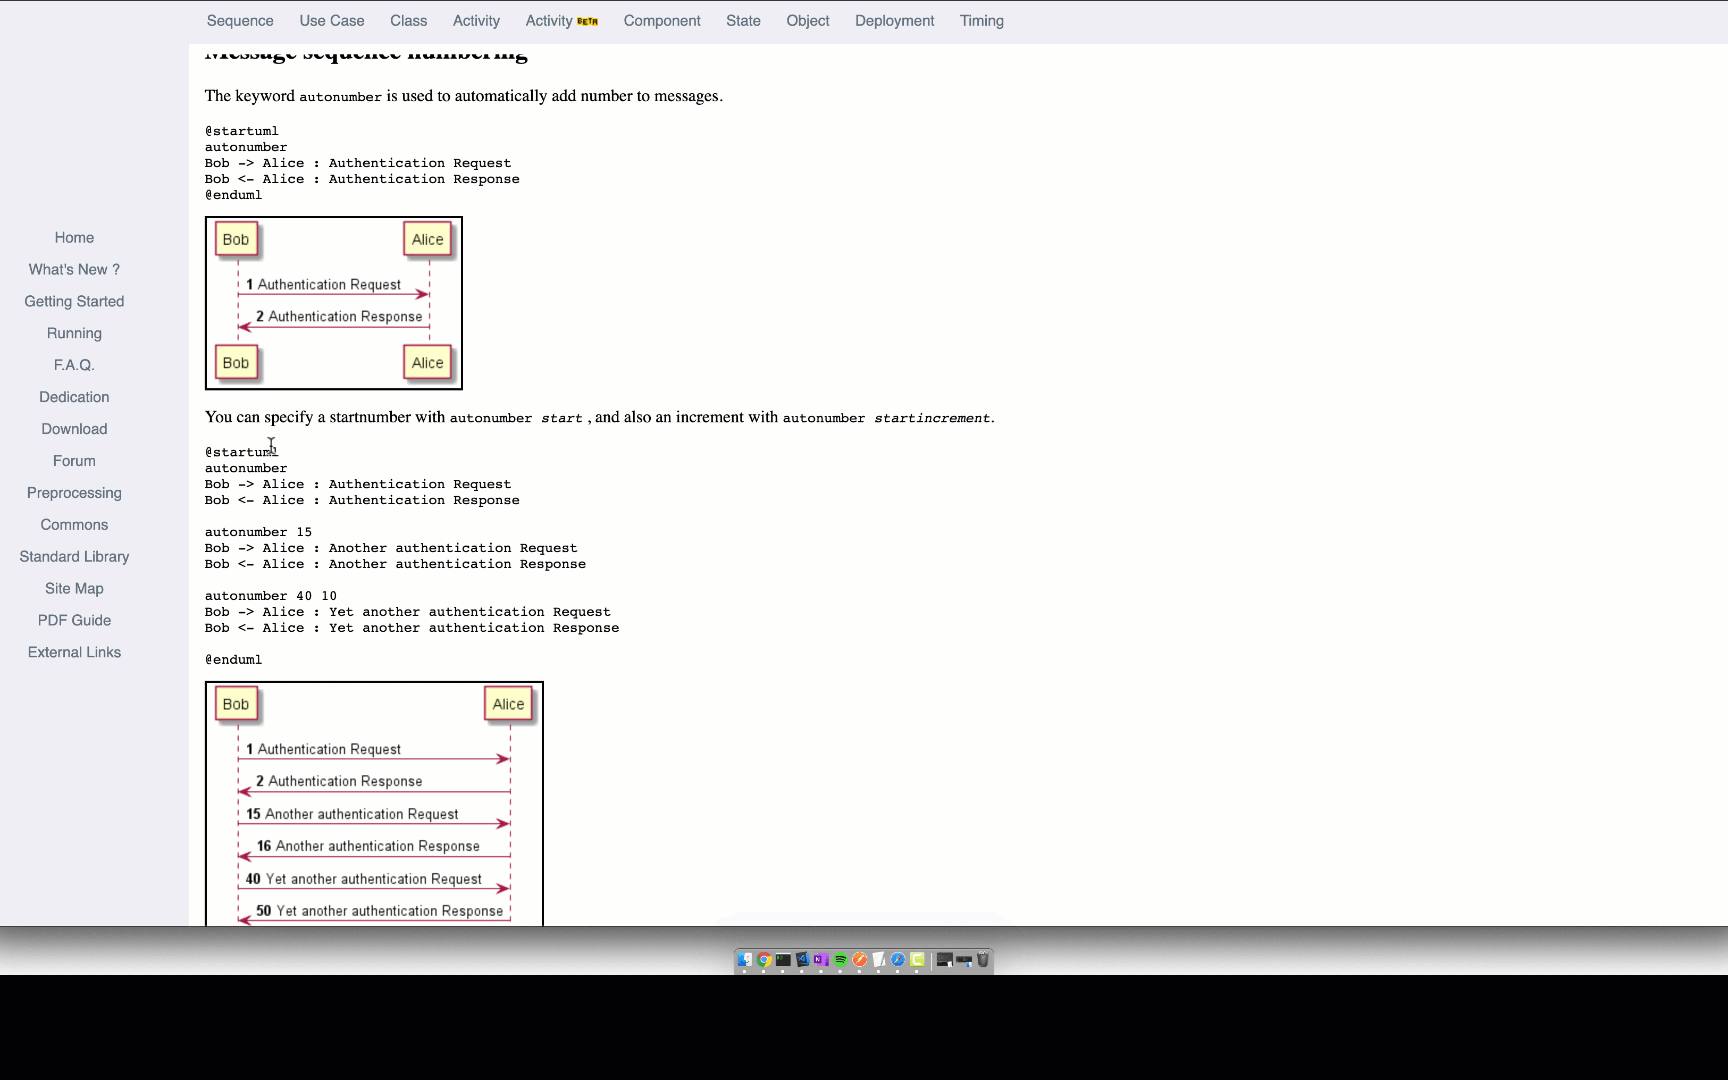 Sequence Use Case Class Activity Activity BETA Component State Object Deployment Timing
Home
What's New ?
Getting Started
Running
F.A.Q.
Dedication
Download
Forum
Preprocessing
Commons
Standard Library
Site Map
PDF Guide
External Links
Message sequence numbering
The keyword autonumber is used to automatically add number to messages.
@startuml
autonumber
Bob -> Alice : Authentication Request
Bob <- Alice : Authentication Response
@enduml
Bob Alice
1 Authentication Request
2 Authentication Response
Bob Alice
You can specify a startnumber with autonumber start , and also an increment with autonumber startincrement.
@startuml
autonumber
Bob -> Alice : Authentication Request
Bob <- Alice : Authentication Response
autonumber 15
Bob -> Alice : Another authentication Request
Bob <- Alice : Another authentication Response
autonumber 40 10
Bob -> Alice : Yet another authentication Request
Bob <- Alice : Yet another authentication Response
@enduml
Bob Alice
1 Authentication Request
2 Authentication Response
15 Another authentication Request
16 Another authentication Response
40 Yet another authentication Request
50 Yet another authentication Response